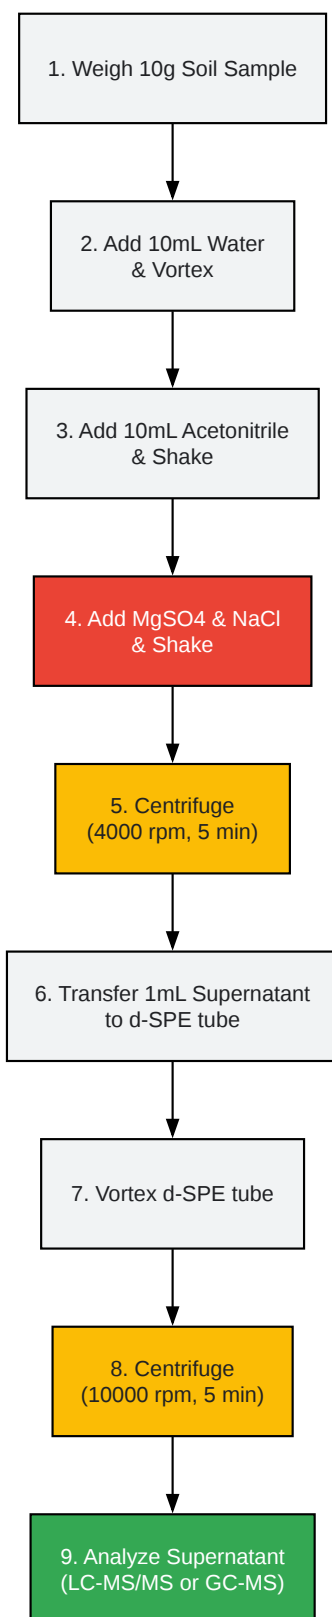 1. Weigh 10g Soil Sample
2. Add 10mL Water
& Vortex
3. Add 10mL Acetonitrile
& Shake
4. Add MgSO4 & NaCl
& Shake
5. Centrifuge
(4000 rpm, 5 min)
6. Transfer 1mL Supernatant
to d-SPE tube
7. Vortex d-SPE tube
8. Centrifuge
(10000 rpm, 5 min)
9. Analyze Supernatant
(LC-MS/MS or GC-MS)